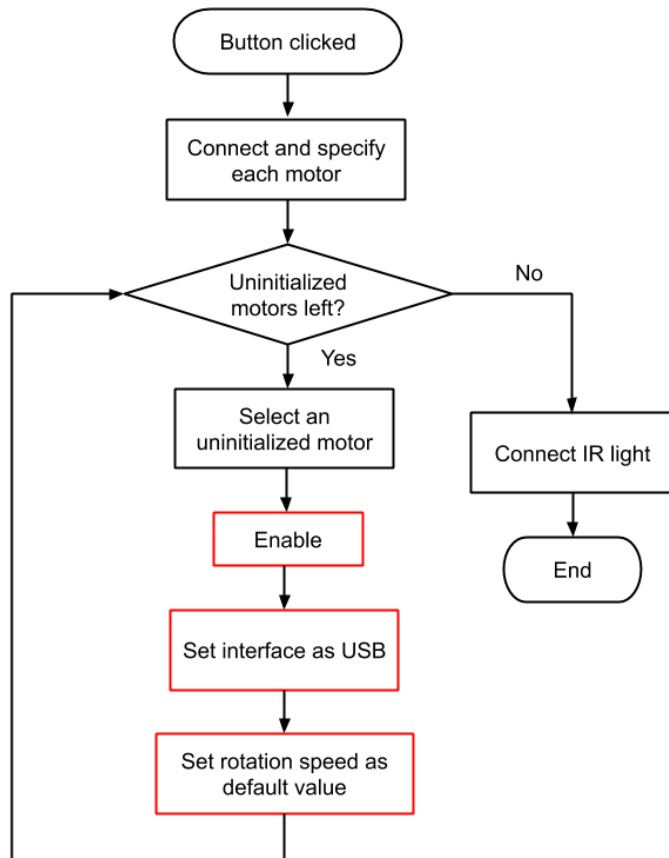 Button clicked
Connect and specify
each motor
Uninitialized
motors left?
No
Yes
Select an
uninitialized motor
Connect IR light
Enable
End
Set interface as USB
Set rotation speed as
default value